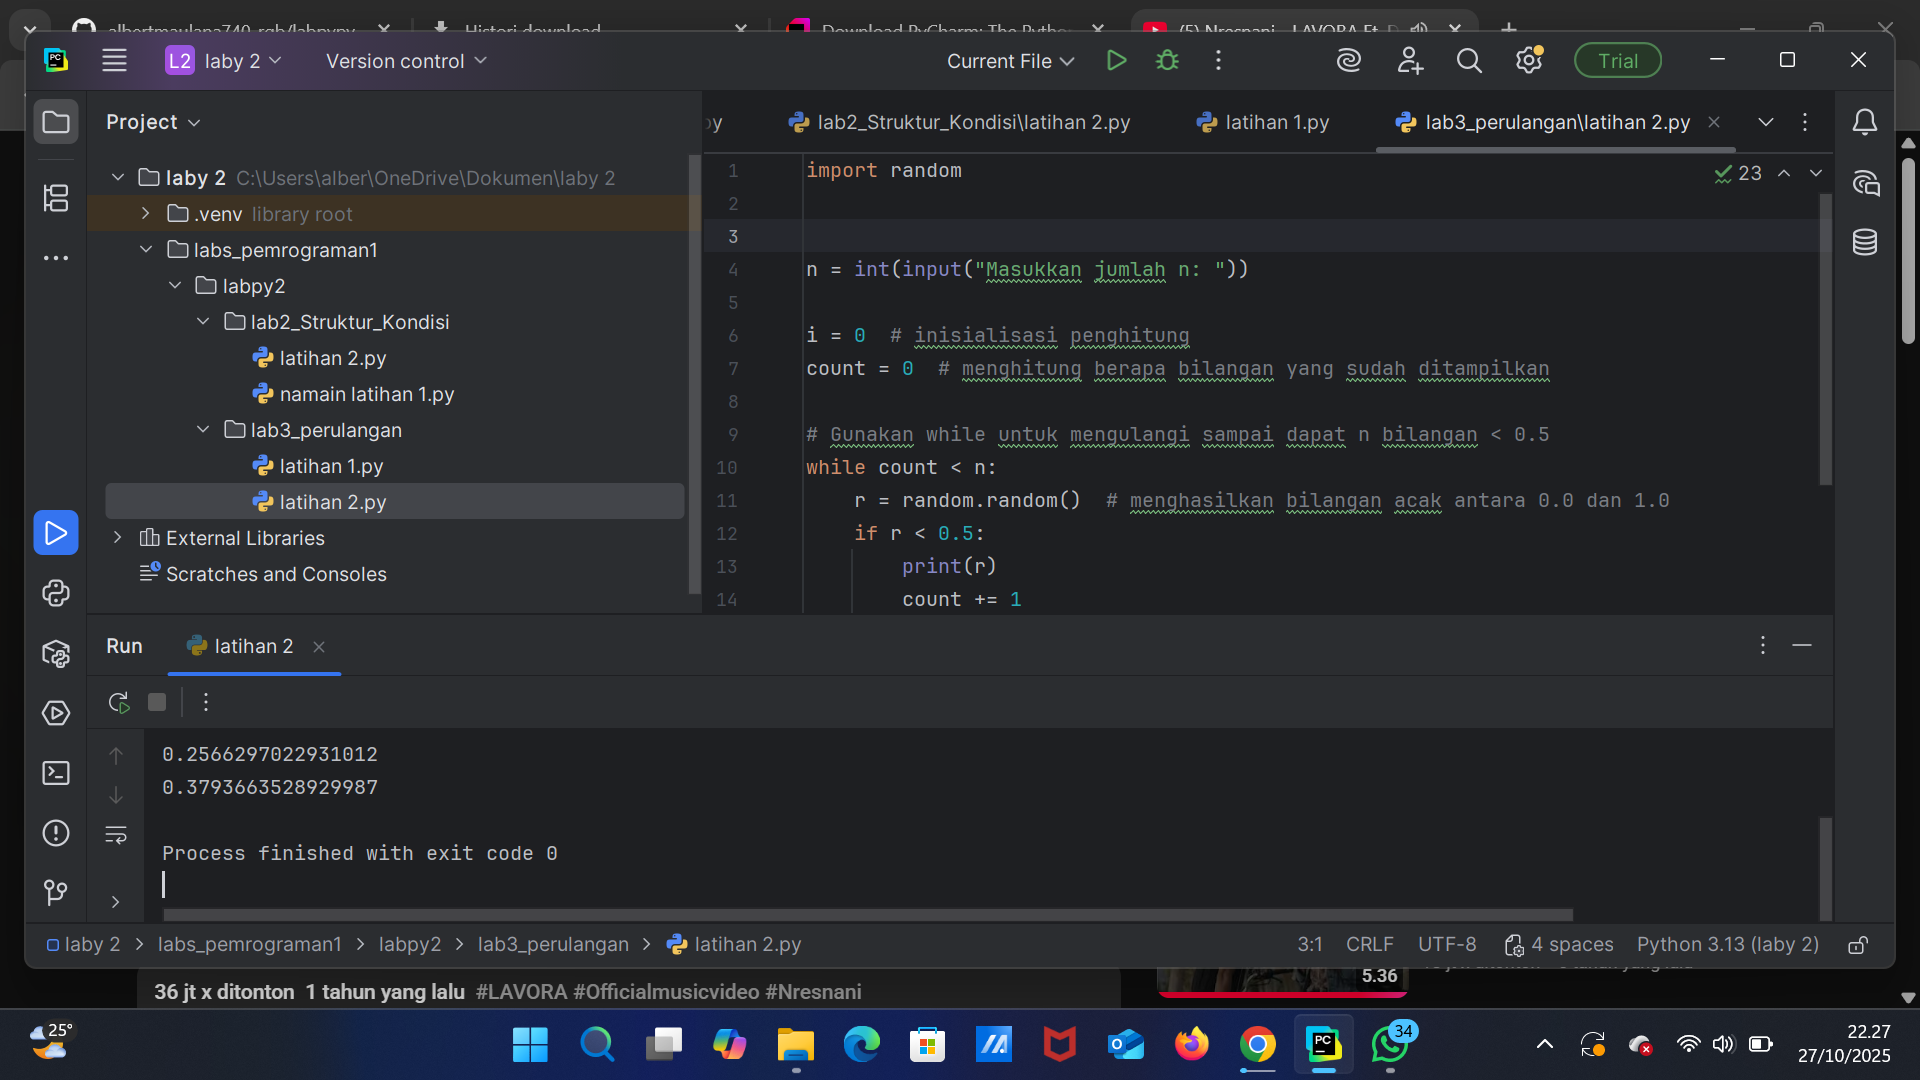 albertmaulana740-rgb/labpypy
Histori download
Download PyCharm: The Pytho
(5) Nresnani - LAVORA Ft. D
PC
L2 laby 2
Version control
Current File
Trial
Project
py
lab2_Struktur_Kondisi\latihan 2.py
latihan 1.py
lab3_perulangan\latihan 2.py
laby 2 C:\Users\alber\OneDrive\Dokumen\laby 2
.venv library root
labs_pemrograman1
labpy2
lab2_Struktur_Kondisi
latihan 2.py
namain latihan 1.py
lab3_perulangan
latihan 1.py
latihan 2.py
External Libraries
Scratches and Consoles
23
1 import random
2
3
4 n = int(input("Masukkan jumlah n: "))
5
6 i = 0  # inisialisasi penghitung
7 count = 0  # menghitung berapa bilangan yang sudah ditampilkan
8
9 # Gunakan while untuk mengulangi sampai dapat n bilangan < 0.5
10 while count < n:
11     r = random.random()  # menghasilkan bilangan acak antara 0.0 dan 1.0
12     if r < 0.5:
13         print(r)
14         count += 1
Run
latihan 2
0.2566297022931012
0.3793663528929987
Process finished with exit code 0
laby 2 > labs_pemrograman1 > labpy2 > lab3_perulangan > latihan 2.py
3:1 CRLF UTF-8 4 spaces Python 3.13 (laby 2)
36 jt x ditonton 1 tahun yang lalu #LAVORA #Officialmusicvideo #Nresnani
5.36
25°
PC
34
22.27
27/10/2025